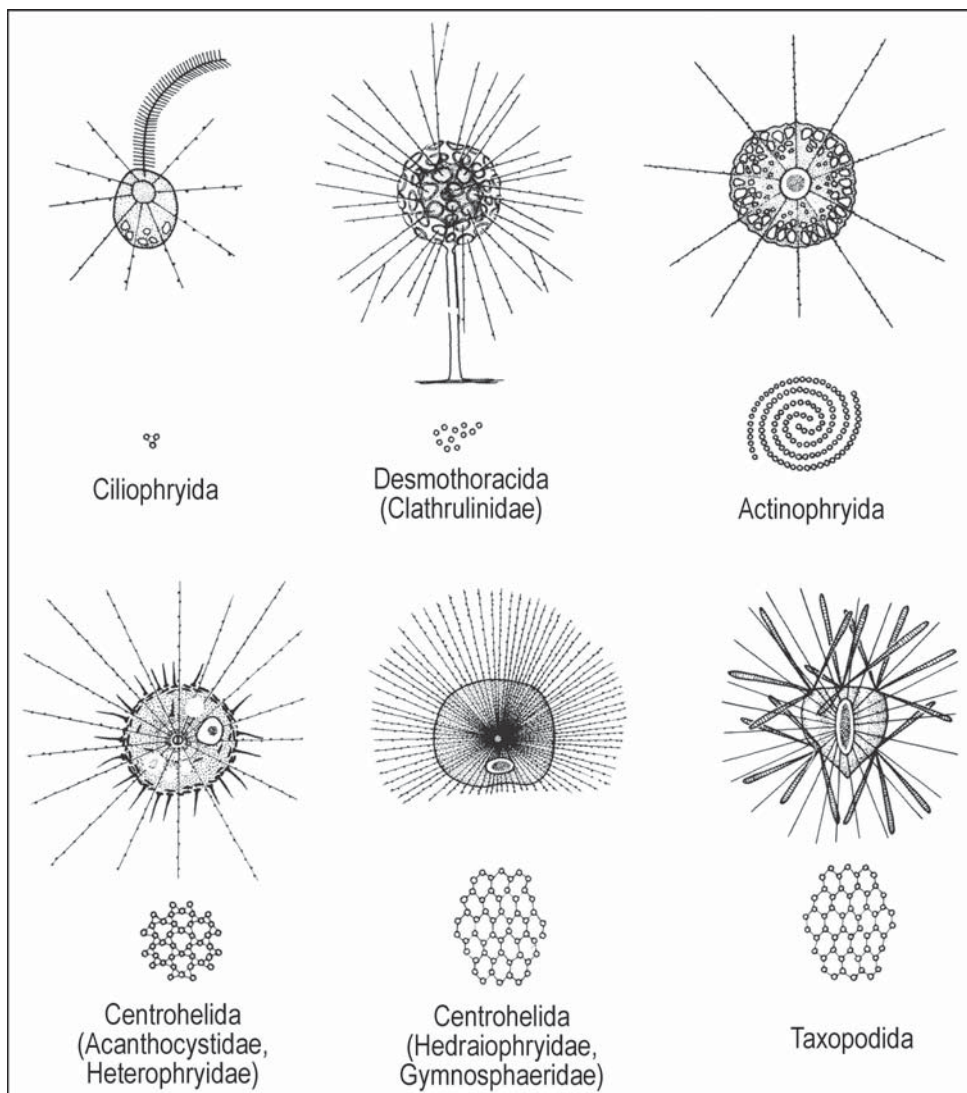 Ciliophryida
Desmothoracida
(Clathrulinidae)
Actinophryida
Centrohelida
(Acanthocystidae,
Heterophryidae)
Centrohelida
(Hedraiophryidae,
Gymnosphaeridae)
Taxopodida